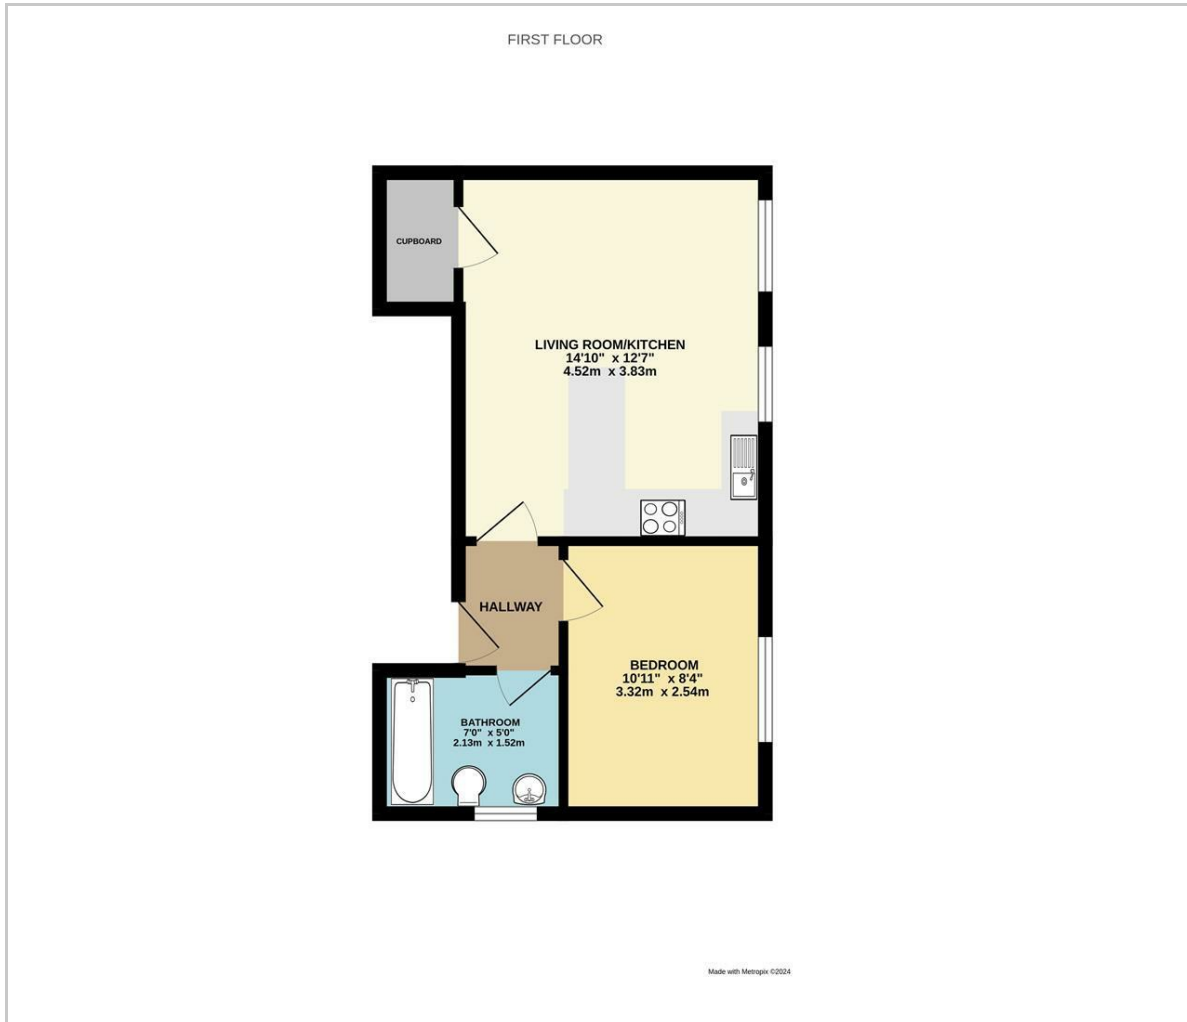 FIRST FLOOR
CUPBOARD
LIVING ROOM/KITCHEN
14'10" x 12'7"
4.52m x 3.83m
HALLWAY
BEDROOM
10'11" x 8'4"
3.32m x 2.54m
BATHROOM
7'0" x 5'0"
2.13m x 1.52m
Made with Metropix ©2024